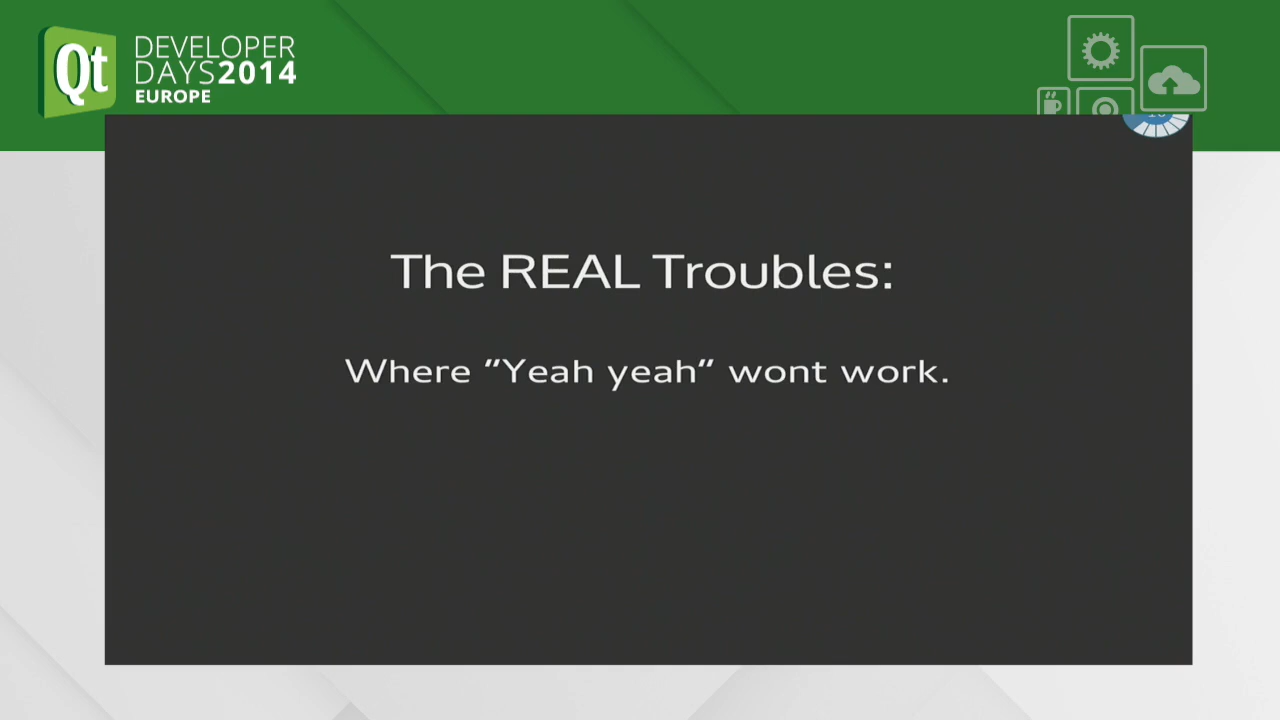 Qt
DEVELOPER
DAYS2014
EUROPE
The REAL Troubles:
Where "Yeah yeah" wont work.